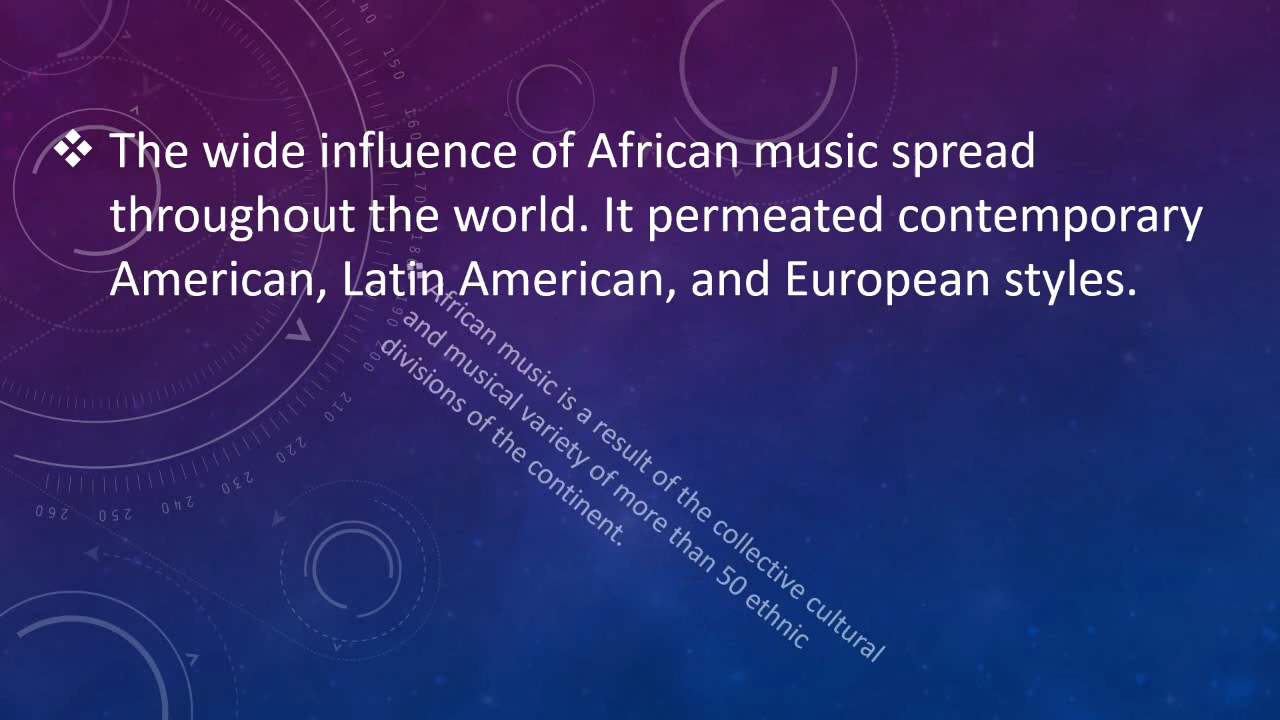 ❖ The wide influence of African music spread
throughout the world. It permeated contemporary
American, Latin American, and European styles.
❖ African music is a result of the collective cultural
and musical variety of more than 50 ethnic
divisions of the continent.
140
150
160
170
180
190
200
210
220
230
240
250
260